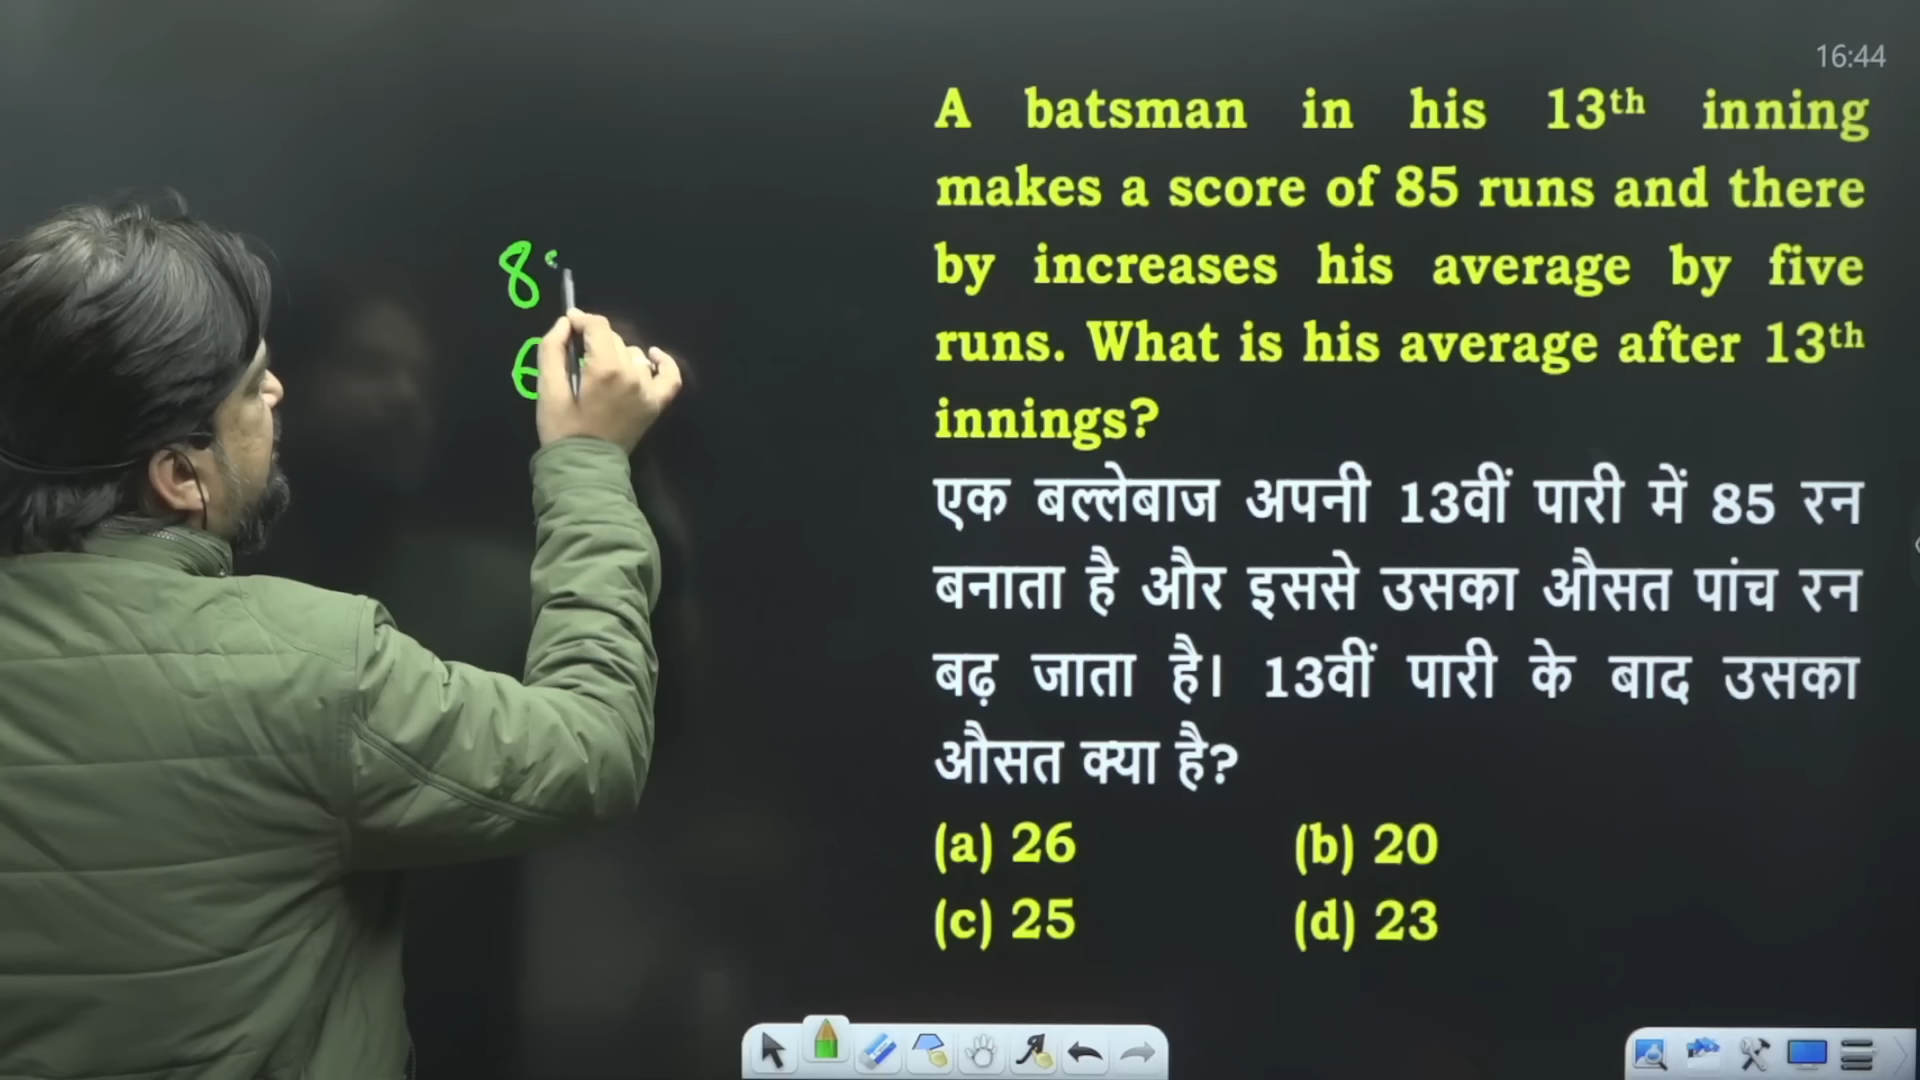 16:44
A batsman in his 13th inning
makes a score of 85 runs and there
by increases his average by five
runs. What is his average after 13th
innings?
एक बल्लेबाज अपनी 13वीं पारी में 85 रन
बनाता है और इससे उसका औसत पांच रन
बढ़ जाता है। 13वीं पारी के बाद उसका
औसत क्या है?
(a) 26 (b) 20
(c) 25 (d) 23
8